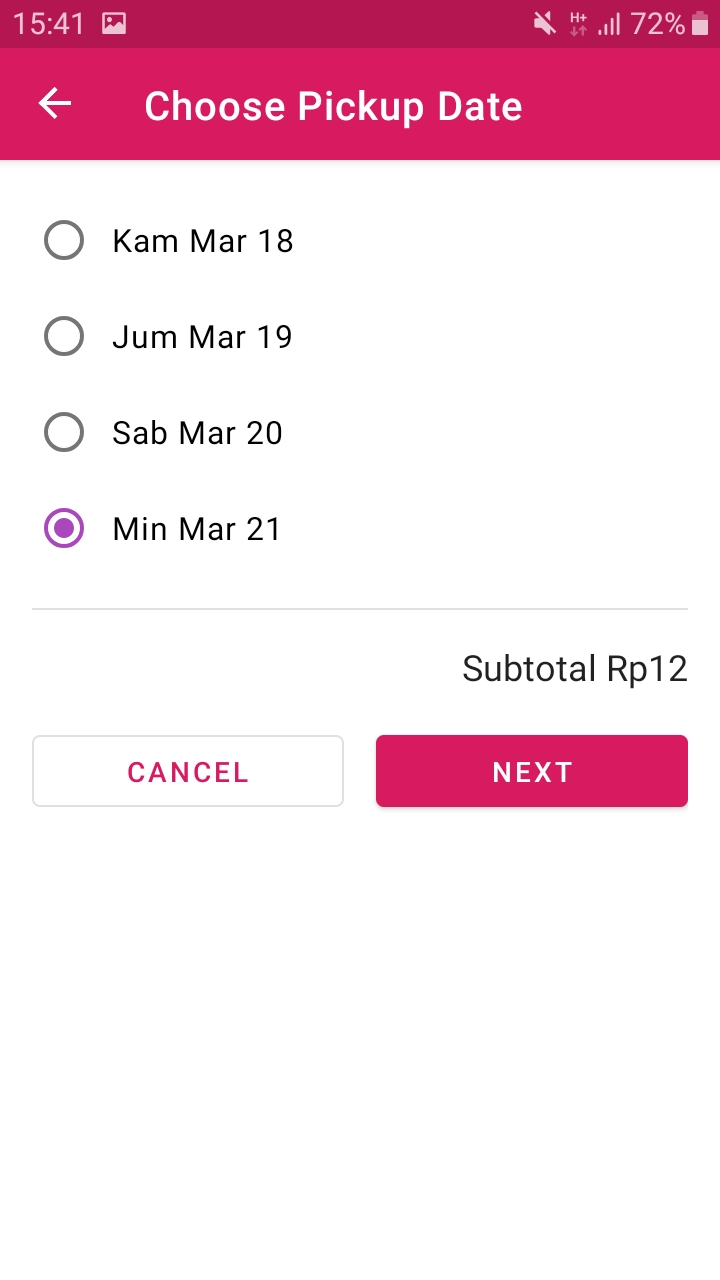 15:41 H+ 72%
Choose Pickup Date
Kam Mar 18
Jum Mar 19
Sab Mar 20
Min Mar 21
Subtotal Rp12
CANCEL NEXT